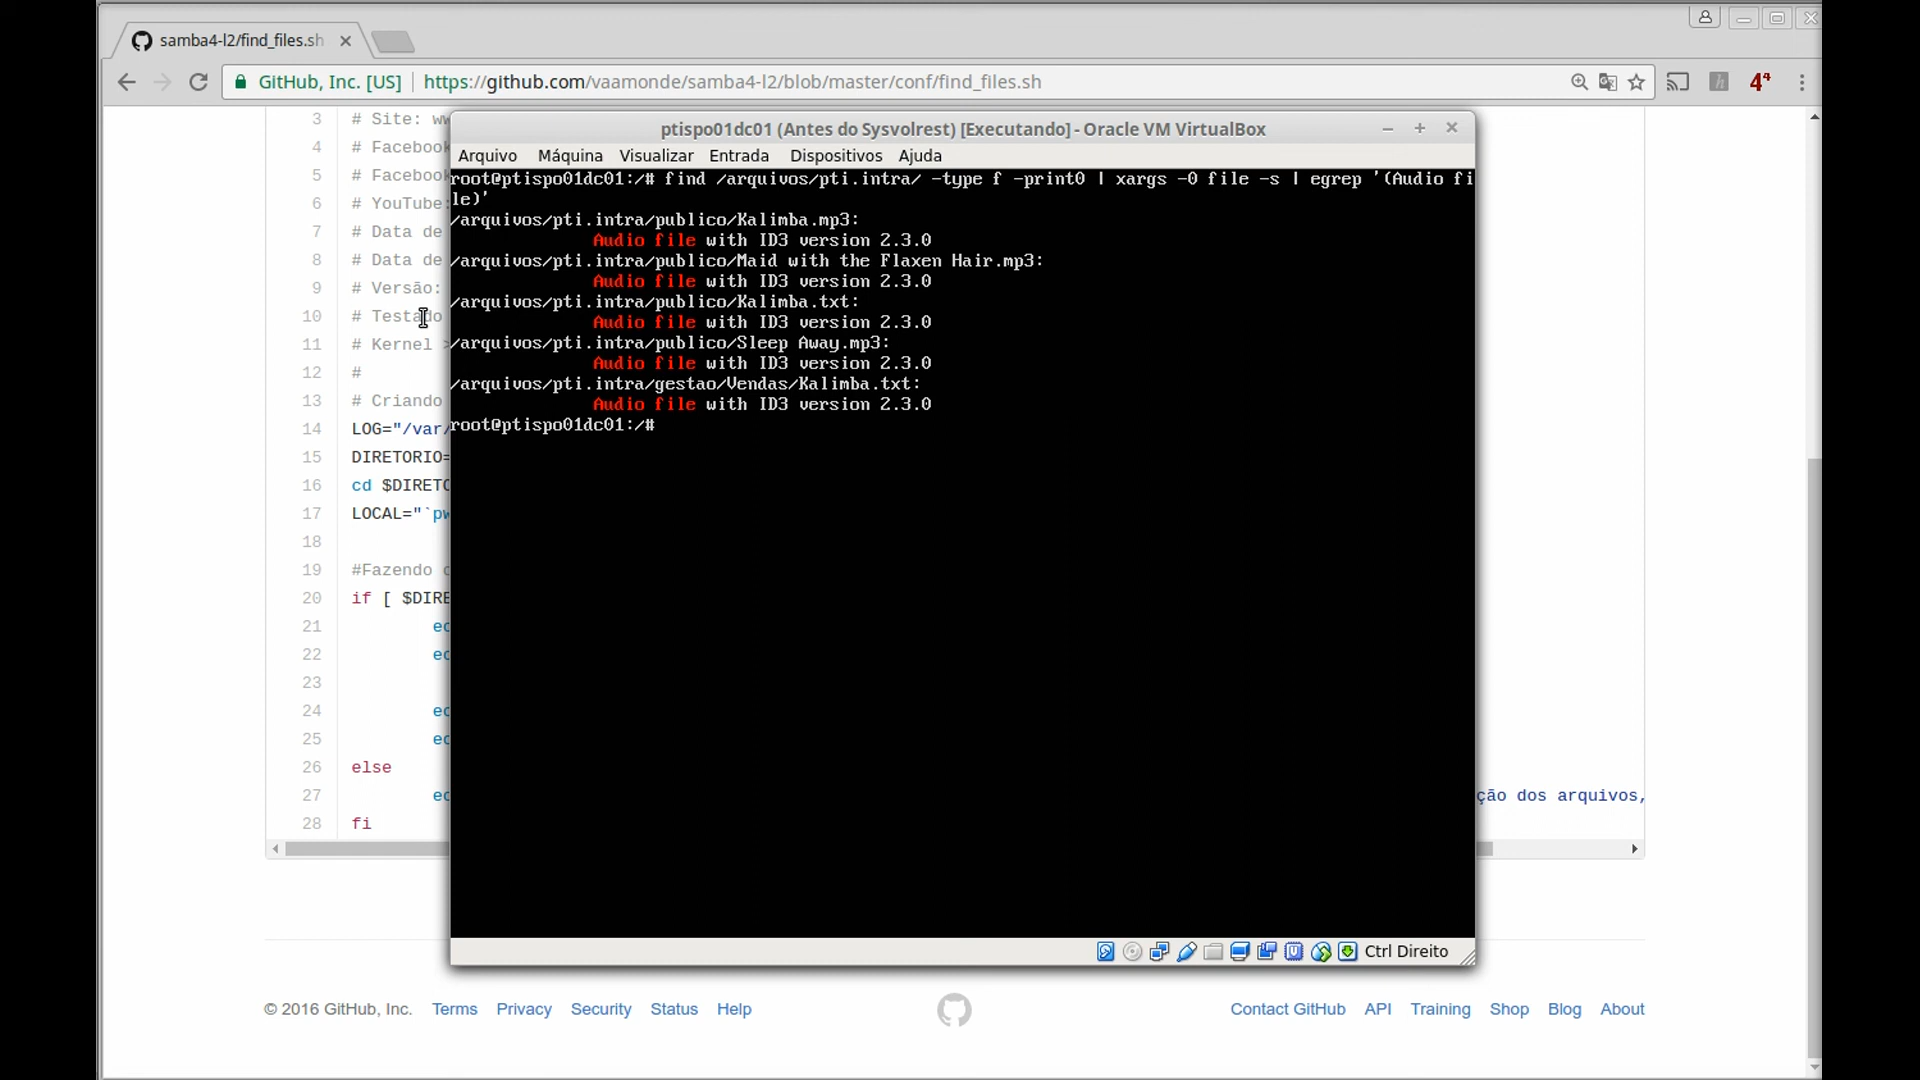 samba4-l2/find_files.sh
GitHub, Inc. [US] https://github.com/vaamonde/samba4-l2/blob/master/conf/find_files.sh
4⁴
3 # Site:
4 # Facebook
5 # Facebook
6 # YouTube:
7 # Data de
8 # Data de
9 # Versão:
10 # Testado
11 # Kernel
12 #
13 # Criando
14 LOG="/var/
15 DIRETORIO=
16 cd $DIRETO
17 LOCAL="`pw
18
19 #Fazendo
20 if [ $DIRE
21 ec
22 ec
23
24 ec
25 ec
26 else
27 ec ção dos arquivos,
28 fi
ptispo01dc01 (Antes do Sysvolrest) [Executando] - Oracle VM VirtualBox
Arquivo Máquina Visualizar Entrada Dispositivos Ajuda
root@ptispo01dc01:/# find /arquivos/pti.intra/ -type f -print0 | xargs -0 file -s | egrep '(Audio fi
le)'
/arquivos/pti.intra/publico/Kalimba.mp3:
Audio file with ID3 version 2.3.0
/arquivos/pti.intra/publico/Maid with the Flaxen Hair.mp3:
Audio file with ID3 version 2.3.0
/arquivos/pti.intra/publico/Kalimba.txt:
Audio file with ID3 version 2.3.0
/arquivos/pti.intra/publico/Sleep Away.mp3:
Audio file with ID3 version 2.3.0
/arquivos/pti.intra/gestao/Vendas/Kalimba.txt:
Audio file with ID3 version 2.3.0
root@ptispo01dc01:/#
Ctrl Direito
© 2016 GitHub, Inc. Terms Privacy Security Status Help
Contact GitHub API Training Shop Blog About